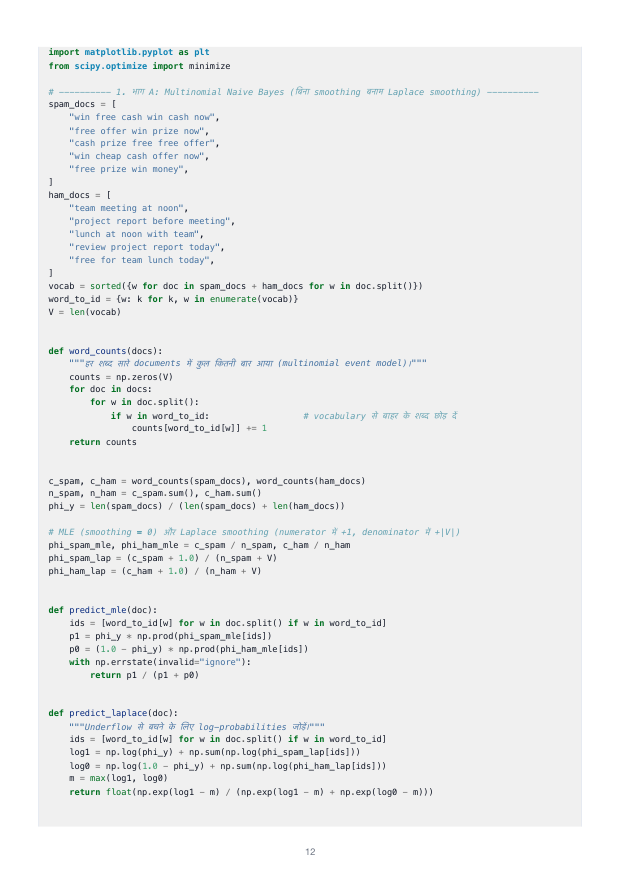 import matplotlib.pyplot as plt
from scipy.optimize import minimize
# ---------- 1. भाग A: Multinomial Naive Bayes (बिना smoothing बनाम Laplace smoothing) ----------
spam_docs = [
    "win free cash win cash now",
    "free offer win prize now",
    "cash prize free free offer",
    "win cheap cash offer now",
    "free prize win money",
]
ham_docs = [
    "team meeting at noon",
    "project report before meeting",
    "lunch at noon with team",
    "review project report today",
    "free for team lunch today",
]
vocab = sorted({w for doc in spam_docs + ham_docs for w in doc.split()})
word_to_id = {w: k for k, w in enumerate(vocab)}
V = len(vocab)
def word_counts(docs):
    """हर शब्द सारे documents में कुल कितनी बार आया (multinomial event model)।"""
    counts = np.zeros(V)
    for doc in docs:
        for w in doc.split():
            if w in word_to_id:                  # vocabulary से बाहर के शब्द छोड़ दें
                counts[word_to_id[w]] += 1
    return counts
c_spam, c_ham = word_counts(spam_docs), word_counts(ham_docs)
n_spam, n_ham = c_spam.sum(), c_ham.sum()
phi_y = len(spam_docs) / (len(spam_docs) + len(ham_docs))
# MLE (smoothing = 0) और Laplace smoothing (numerator में +1, denominator में +|V|)
phi_spam_mle, phi_ham_mle = c_spam / n_spam, c_ham / n_ham
phi_spam_lap = (c_spam + 1.0) / (n_spam + V)
phi_ham_lap = (c_ham + 1.0) / (n_ham + V)
def predict_mle(doc):
    ids = [word_to_id[w] for w in doc.split() if w in word_to_id]
    p1 = phi_y * np.prod(phi_spam_mle[ids])
    p0 = (1.0 - phi_y) * np.prod(phi_ham_mle[ids])
    with np.errstate(invalid="ignore"):
        return p1 / (p1 + p0)
def predict_laplace(doc):
    """Underflow से बचने के लिए log-probabilities जोड़ें।"""
    ids = [word_to_id[w] for w in doc.split() if w in word_to_id]
    log1 = np.log(phi_y) + np.sum(np.log(phi_spam_lap[ids]))
    log0 = np.log(1.0 - phi_y) + np.sum(np.log(phi_ham_lap[ids]))
    m = max(log1, log0)
    return float(np.exp(log1 - m) / (np.exp(log1 - m) + np.exp(log0 - m)))
12